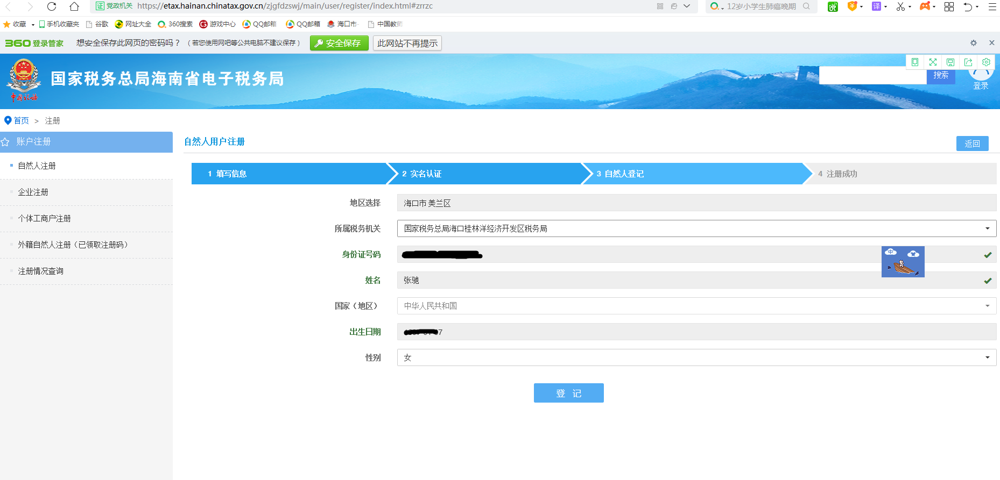 证 党政机关 https://etax.hainan.chinatax.gov.cn/zjgfdzswj/main/user/register/index.html#zrrzc 12岁小学生肺癌晚期 译
收藏 手机收藏夹 谷歌 网址大全 360搜索 游戏中心 QQ邮箱 QQ邮箱 海口市- 中国教师
360 登录管家 想安全保存此网页的密码吗？（若您使用网吧等公共电脑不建议保存） 安全保存 此网站不再提示
国家税务总局海南省电子税务局
中国税务
搜索
登录
首页 > 注册
账户注册
自然人注册
企业注册
个体工商户注册
外籍自然人注册（已领取注册码）
注册情况查询
自然人用户注册
返回
1 填写信息 2 实名认证 3 自然人登记 4 注册成功
地区选择 海口市 美兰区
所属税务机关 国家税务总局海口桂林洋经济开发区税务局
身份证号码
中
姓名 张驰
国家（地区） 中华人民共和国
出生日期 7
性别 女
登 记